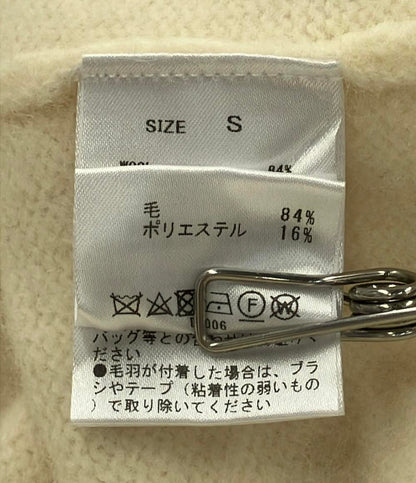 SIZE S
84%
毛 84%
ポリエステル 16%
F
W
006
バッグ等との
ださい
●毛羽が付着した場合は、ブラ
シやテープ(粘着性の弱いもの
)で取り除いてください